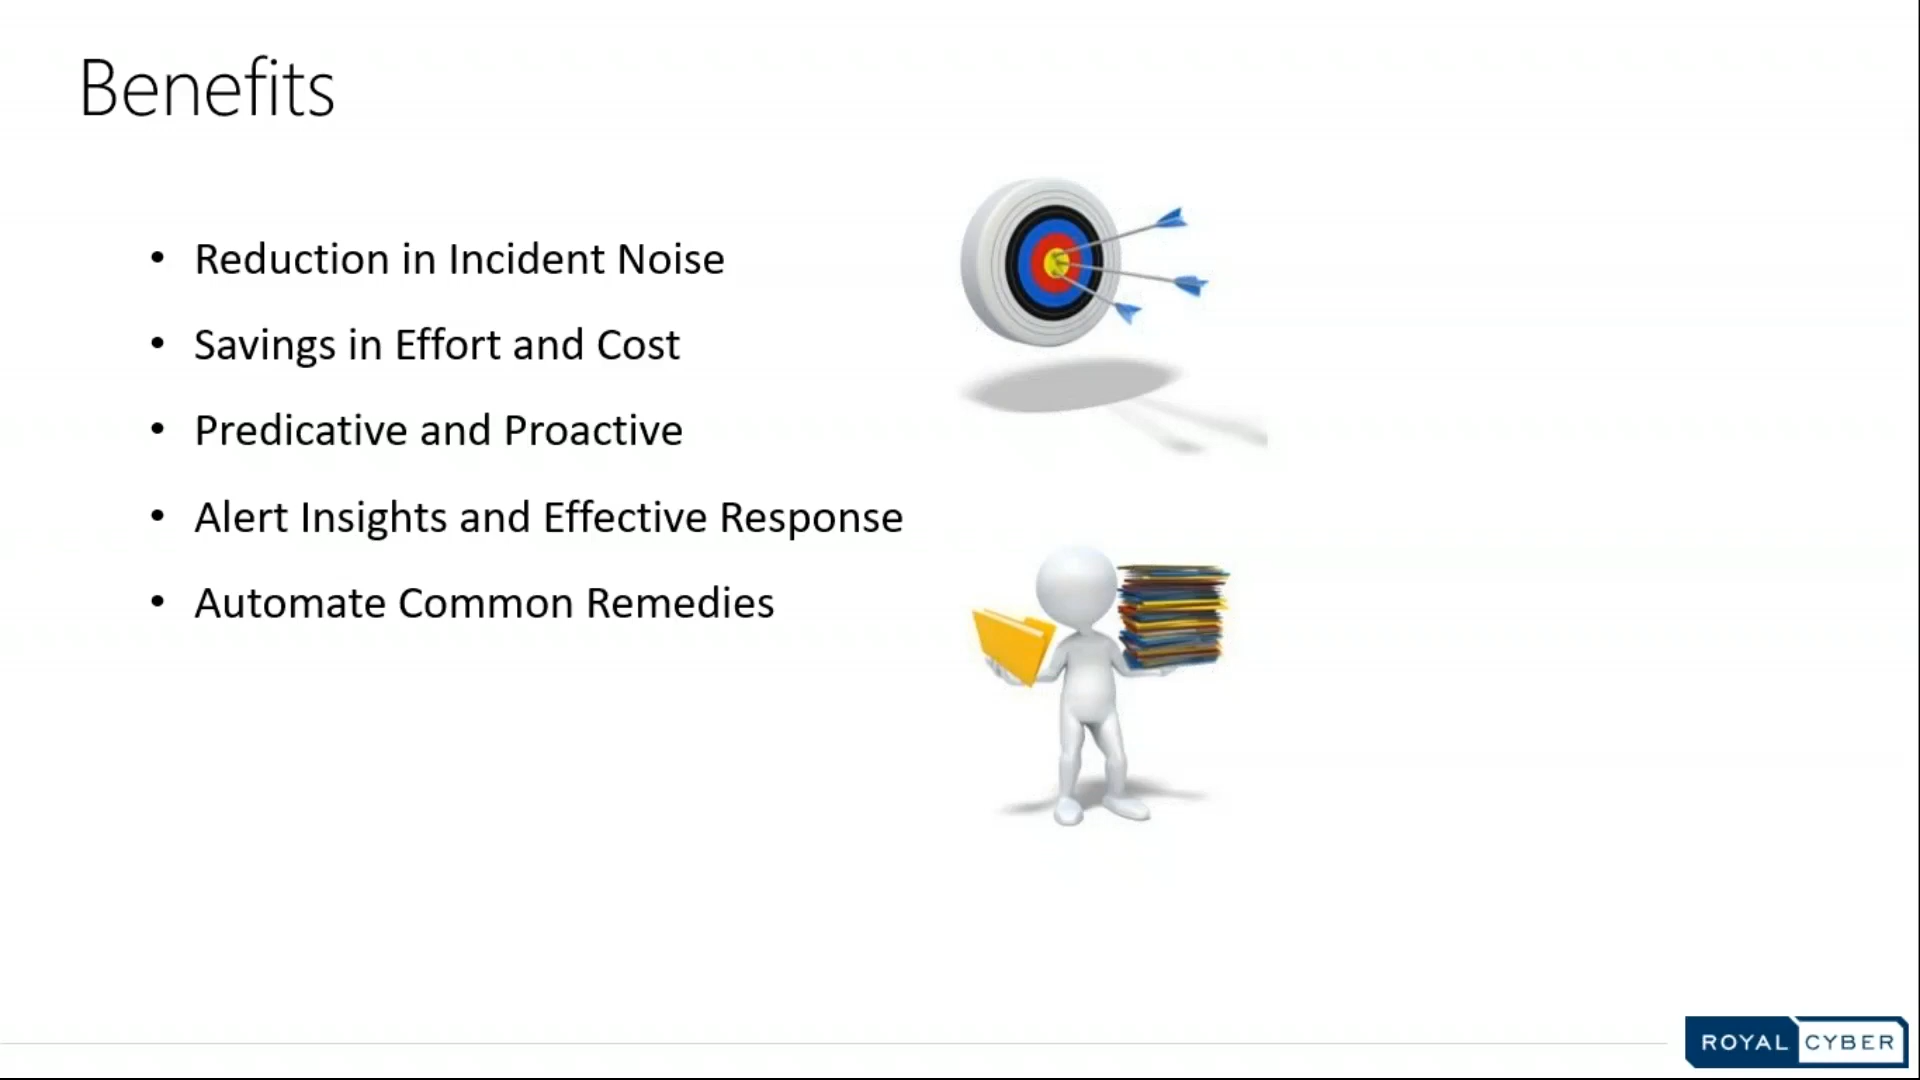 Benefits
• Reduction in Incident Noise
• Savings in Effort and Cost
• Predicative and Proactive
• Alert Insights and Effective Response
• Automate Common Remedies
ROYAL CYBER